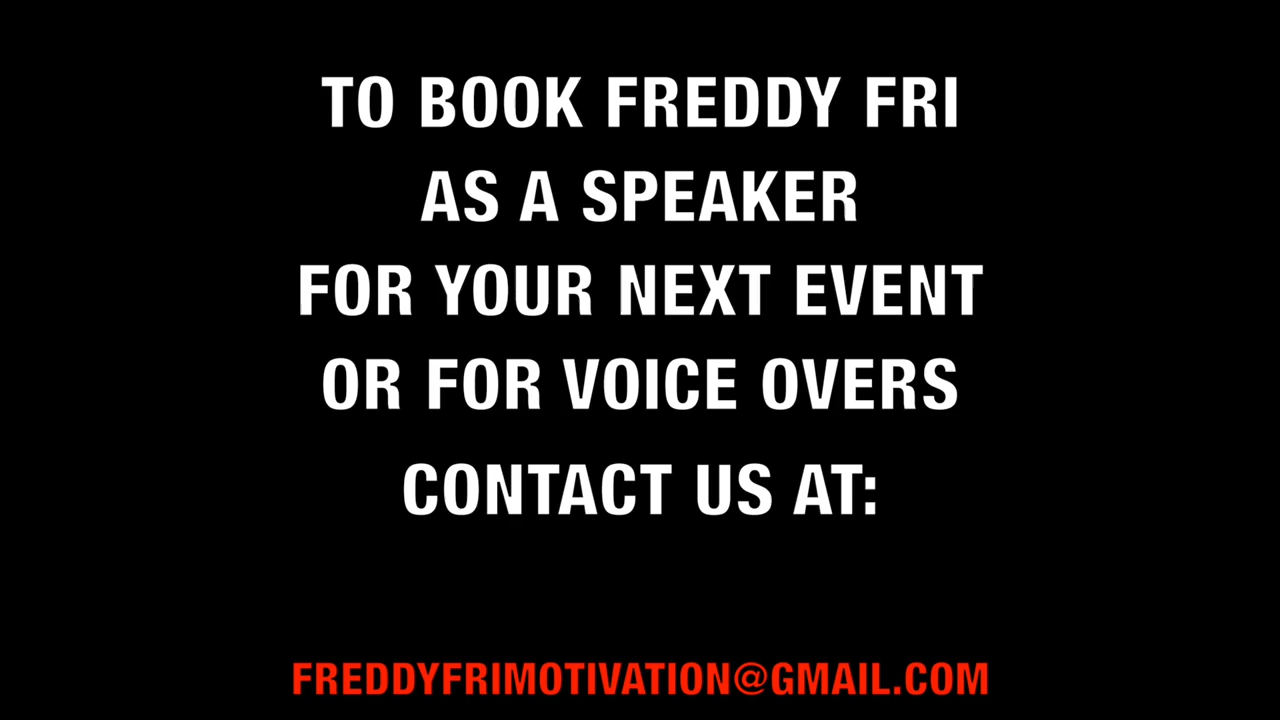 TO BOOK FREDDY FRI
AS A SPEAKER
FOR YOUR NEXT EVENT
OR FOR VOICE OVERS
CONTACT US AT:
FREDDYFRIMOTIVATION@GMAIL.COM